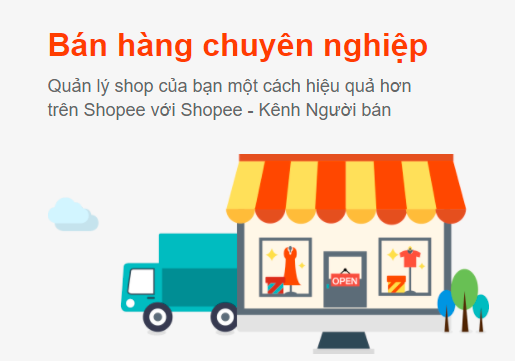 Bán hàng chuyên nghiệp
Quản lý shop của bạn một cách hiệu quả hơn
trên Shopee với Shopee - Kênh Người bán
OPEN